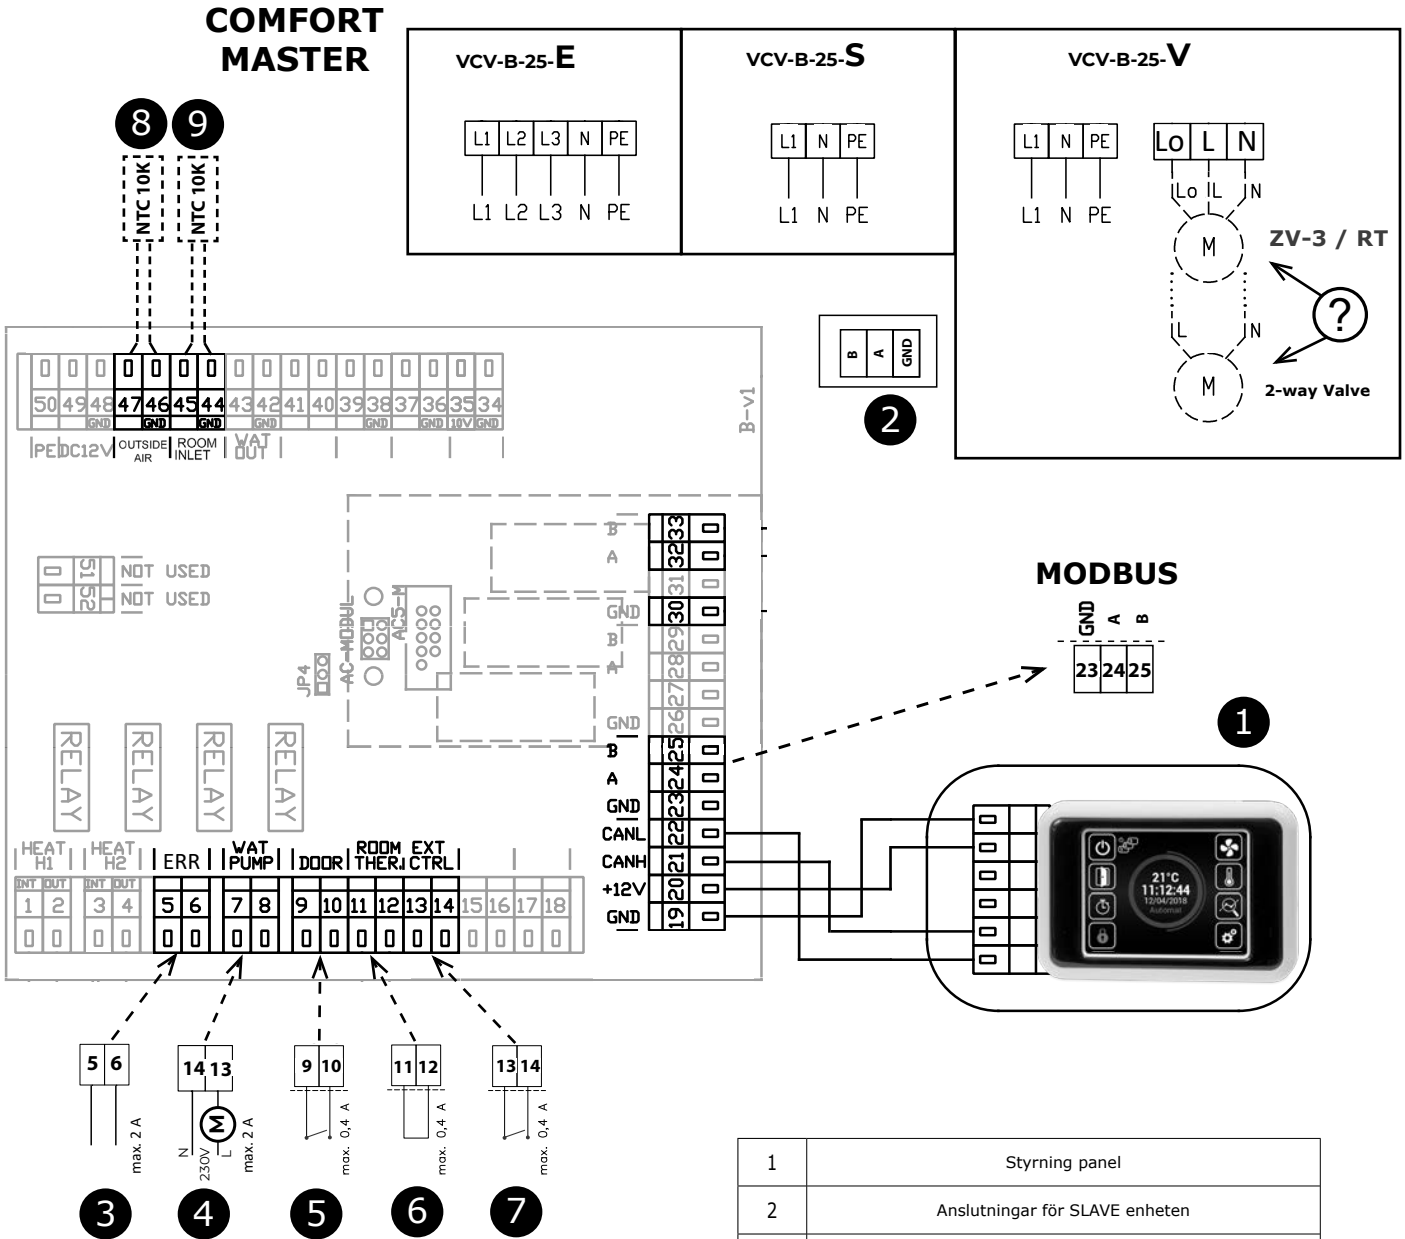 COMFORT
MASTER
VCV-B-25-E
L1 L2 L3 N PE
L1 L2 L3 N PE
VCV-B-25-S
L1 N PE
L1 N PE
VCV-B-25-V
L1 N PE
L1 N PE
Lo L N
Lo L N
M
ZV-3 / RT
?
L N
M
2-way Valve
8 9
NTC 10K
NTC 10K
B A GND
2
50 49 48 47 46 45 44 43 42 41 40 39 38 37 36 35 34
GND GND GND GND GND GND 10V GND
PE DC12V OUTSIDE AIR ROOM INLET WAT OUT
B-v1
51 NOT USED
52 NOT USED
AC-MODUL
AC5-M
JP4
RELAY RELAY RELAY RELAY
B 33
A 32
31
GND 30
B 29
A 28
27
GND 26
B 25
A 24
GND 23
CANL 22
CANH 21
+12V 20
GND 19
MODBUS
GND A B
23 24 25
1
21°C
11:12:44
12/04/2018
Automat
HEAT H1 HEAT H2 ERR WAT PUMP DOOR ROOM THER. EXT CTRL
INT OUT INT OUT
1 2 3 4 5 6 7 8 9 10 11 12 13 14 15 16 17 18
5 6
max. 2 A
3
14 13
M
N 230V L
max. 2 A
4
9 10
max. 0,4 A
5
11 12
max. 0,4 A
6
13 14
max. 0,4 A
7
1 Styrning panel
2 Anslutningar för SLAVE enheten